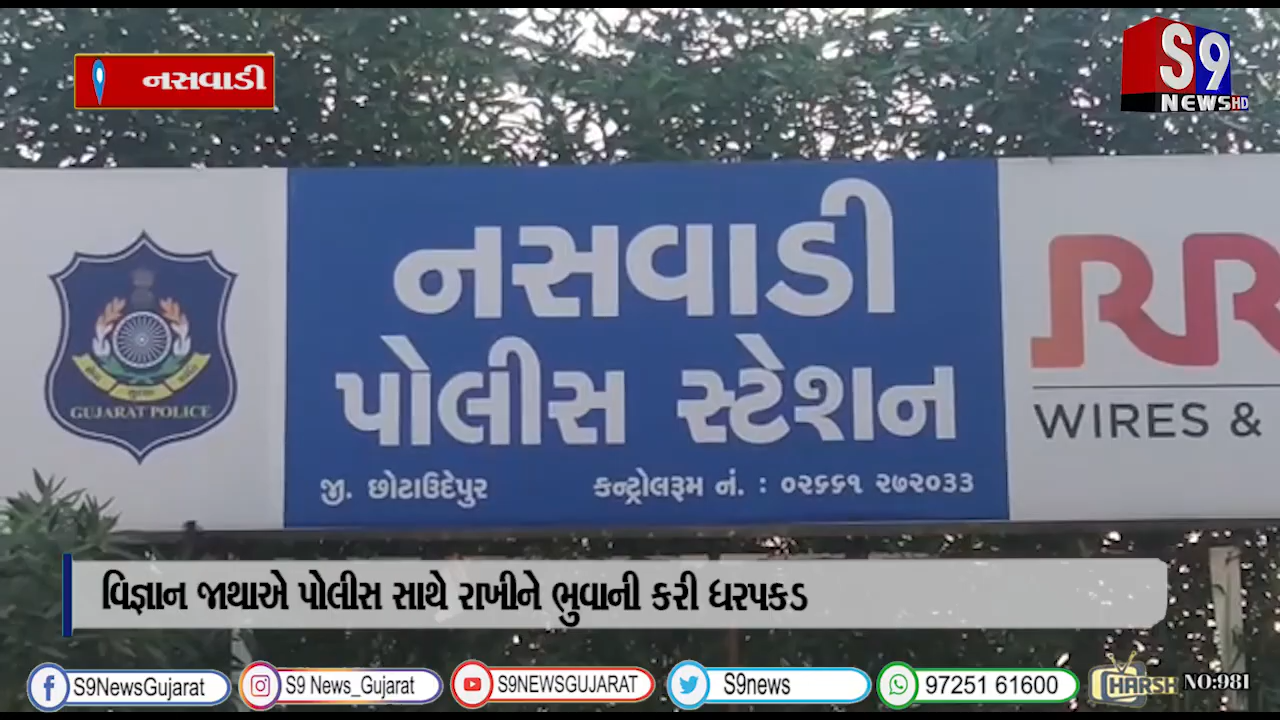 નસવાડી
S9
NEWS HD
નસવાડી
પોલીસ સ્ટેશન
જી. છોટાઉદેપુર કન્ટ્રોલરૂમ નં. : ૦૨૬૬૧ ૨૭૨૦૩૩
GUJARAT POLICE
RR
WIRES &
વિજ્ઞાન જાથાએ પોલીસ સાથે રાખીને ભુવાની કરી ધરપકડ
S9NewsGujarat S9 News_Gujarat S9NEWSGUJARAT S9news 97251 61600 HARSH NO:981